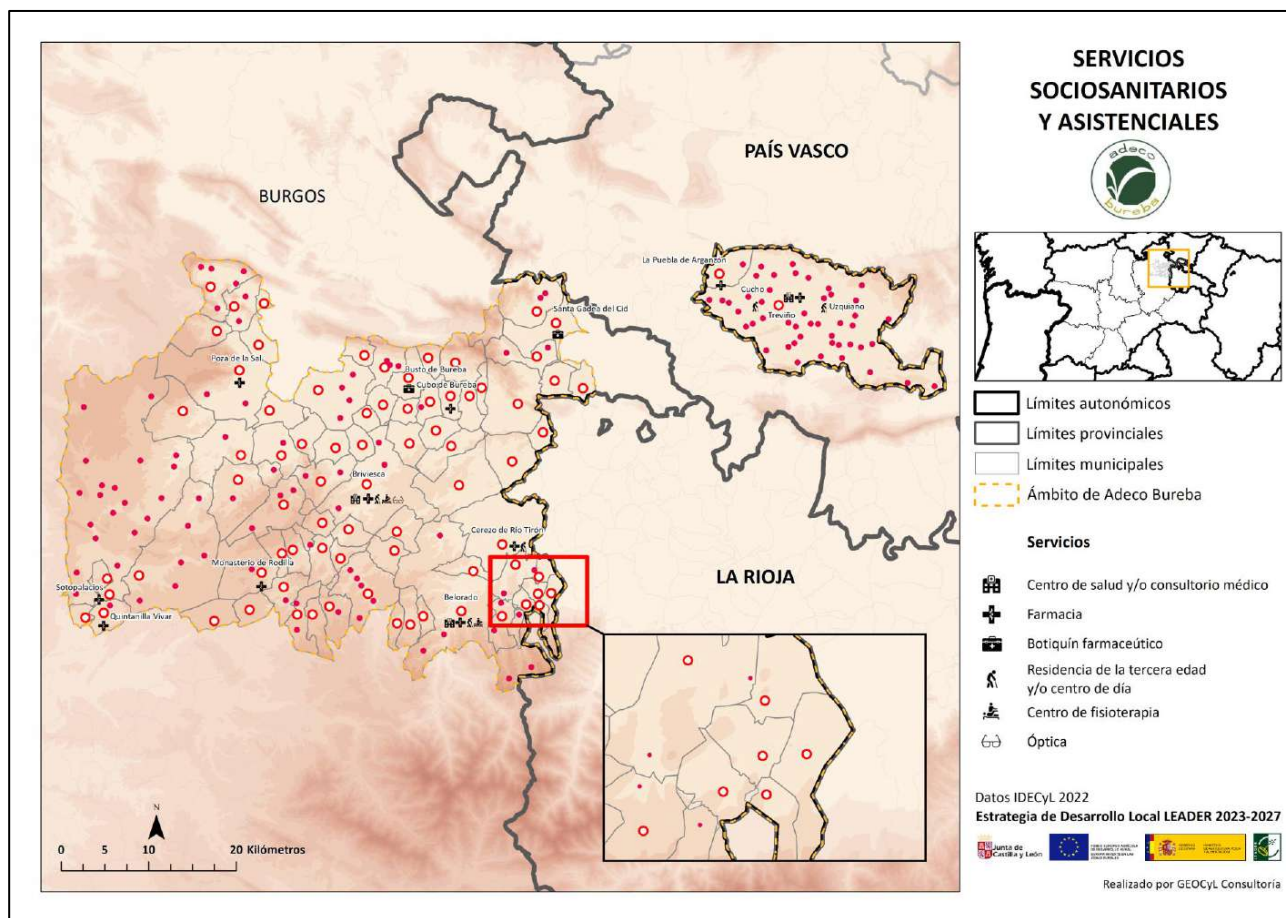 SERVICIOS
SOCIOSANITARIOS
Y ASISTENCIALES
adeco
bureba
PAÍS VASCO
BURGOS
LA RIOJA
La Puebla de Arganzón
Cucho
Treviño
Uzquiano
Santa Gadea del Cid
Poza de la Sal
Busto de Bureba
Cubo de Bureba
Briviesca
Cerezo de Río Tirón
Monasterio de Rodilla
Sotopalacios
Quintanilla Vivar
Belorado
N
0 5 10 20 Kilómetros
Límites autonómicos
Límites provinciales
Límites municipales
Ámbito de Adeco Bureba
Servicios
Centro de salud y/o consultorio médico
Farmacia
Botiquín farmaceútico
Residencia de la tercera edad
y/o centro de día
Centro de fisioterapia
Óptica
Datos IDECyL 2022
Estrategia de Desarrollo Local LEADER 2023-2027
Junta de
Castilla y León
Realizado por GEOCyL Consultoría